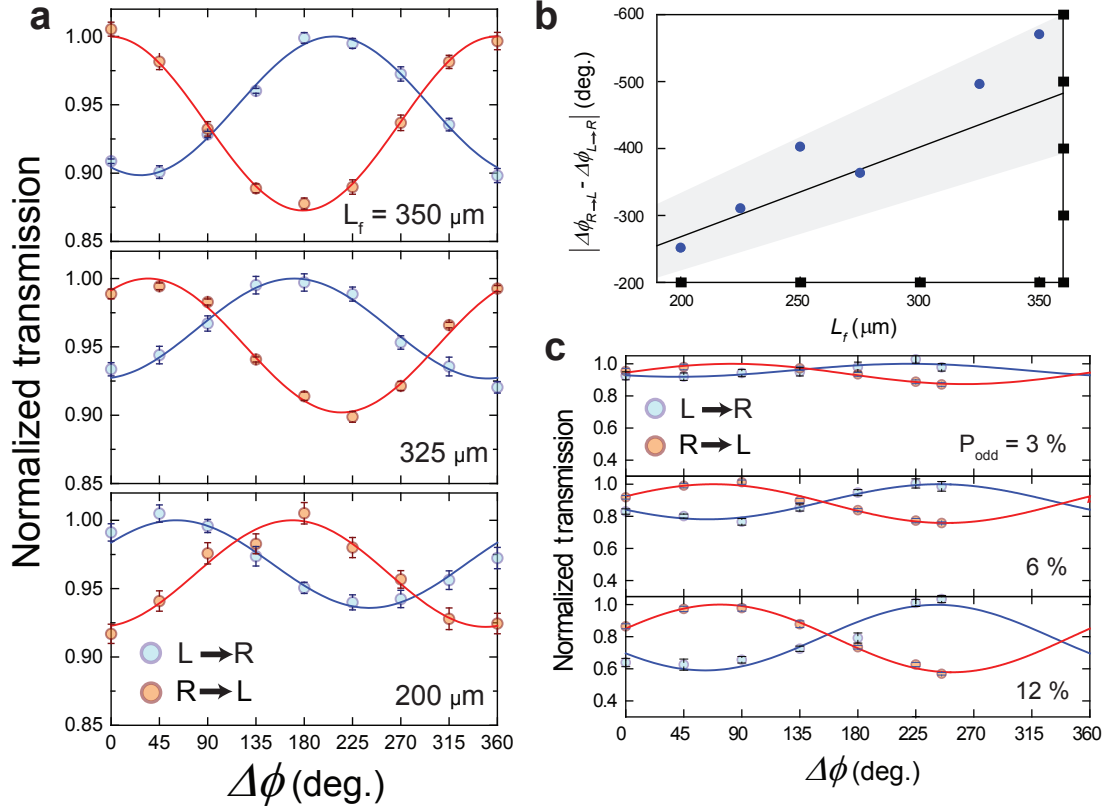 a
Normalized transmission
1.00
0.95
0.90
0.85
L_f = 350 μm
1.00
0.95
0.90
325 μm
1.00
0.95
0.90
0.85
L → R
R → L
200 μm
0 45 90 135 180 225 270 315 360
Δϕ (deg.)
b
|Δϕ_R→L - Δϕ_L→R| (deg.)
-600
-500
-400
-300
-200
200 250 300 350
L_f (μm)
c
Normalized transmission
1.0
0.8
0.6
0.4
L → R
R → L
P_odd = 3 %
1.0
0.8
0.6
0.4
6 %
1.0
0.8
0.6
0.4
12 %
0 45 90 135 180 225 270 315 360
Δϕ (deg.)